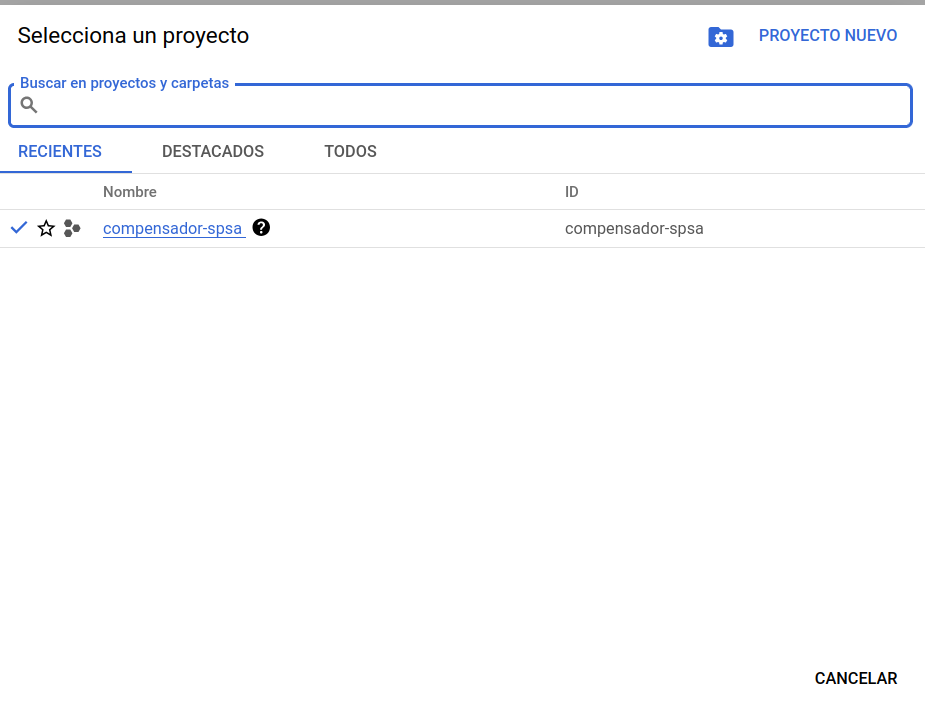 Selecciona un proyecto
PROYECTO NUEVO
Buscar en proyectos y carpetas
RECIENTES DESTACADOS TODOS
Nombre ID
compensador-spsa ? compensador-spsa
CANCELAR